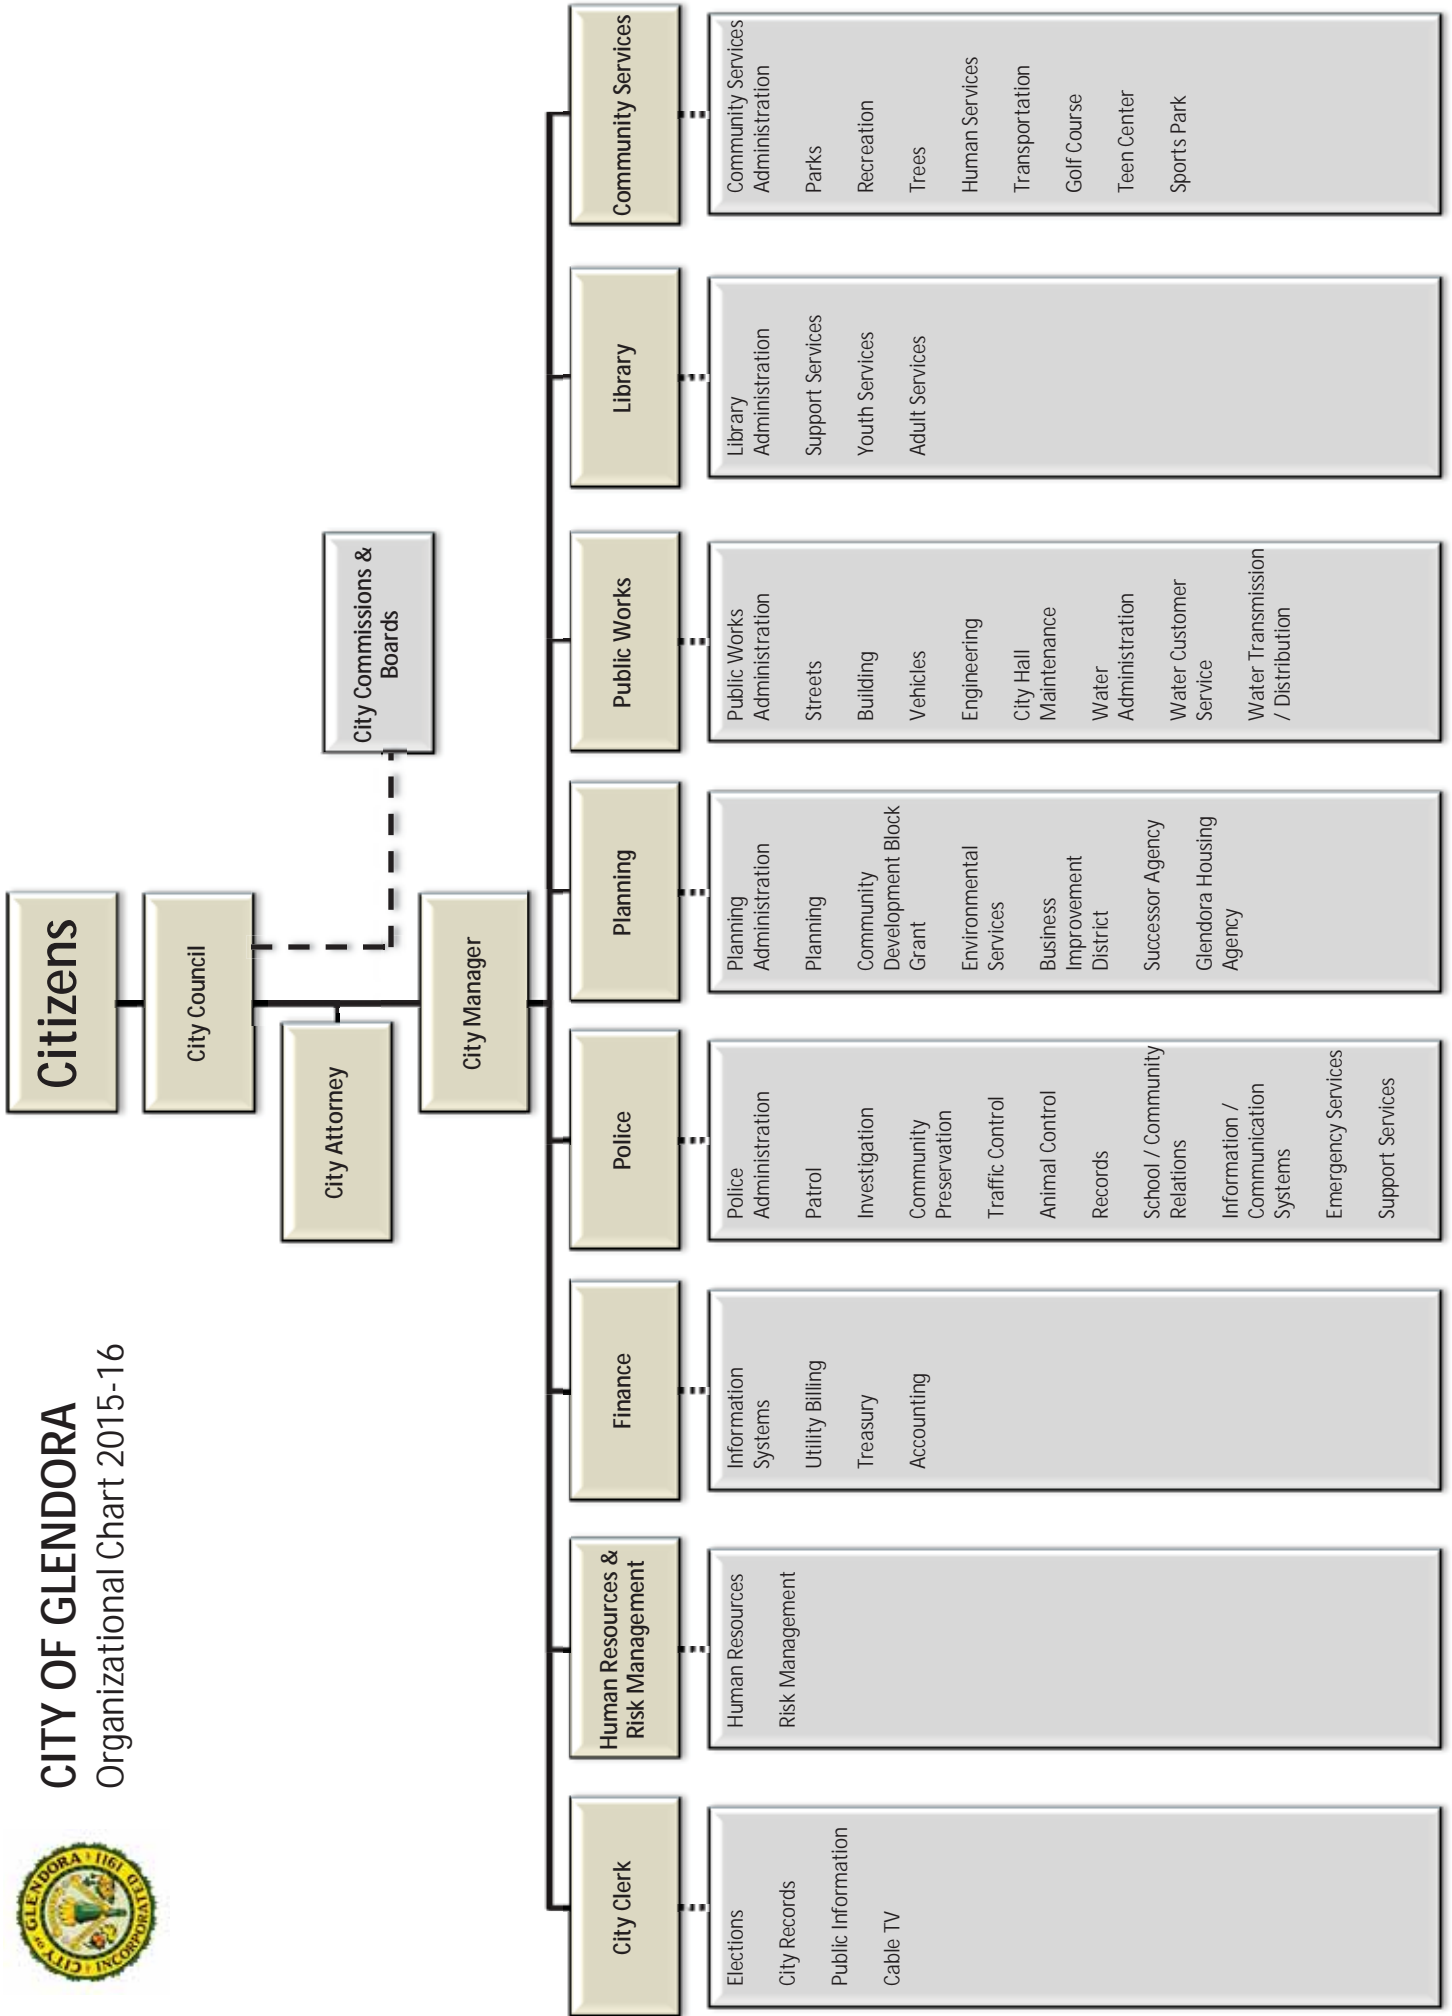 CITY OF GLENDORA
Organizational Chart 2015-16
CITY OF GLENDORA 1911
INCORPORATED
Citizens
City Council
City Attorney
City Commissions &
Boards
City Manager
City Clerk
Elections
City Records
Public Information
Cable TV
Human Resources &
Risk Management
Human Resources
Risk Management
Finance
Information
Systems
Utility Billing
Treasury
Accounting
Police
Police
Administration
Patrol
Investigation
Community
Preservation
Traffic Control
Animal Control
Records
School / Community
Relations
Information /
Communication
Systems
Emergency Services
Support Services
Planning
Planning
Administration
Planning
Community
Development Block
Grant
Environmental
Services
Business
Improvement
District
Successor Agency
Glendora Housing
Agency
Public Works
Public Works
Administration
Streets
Building
Vehicles
Engineering
City Hall
Maintenance
Water
Administration
Water Customer
Service
Water Transmission
/ Distribution
Library
Library
Administration
Support Services
Youth Services
Adult Services
Community Services
Community Services
Administration
Parks
Recreation
Trees
Human Services
Transportation
Golf Course
Teen Center
Sports Park